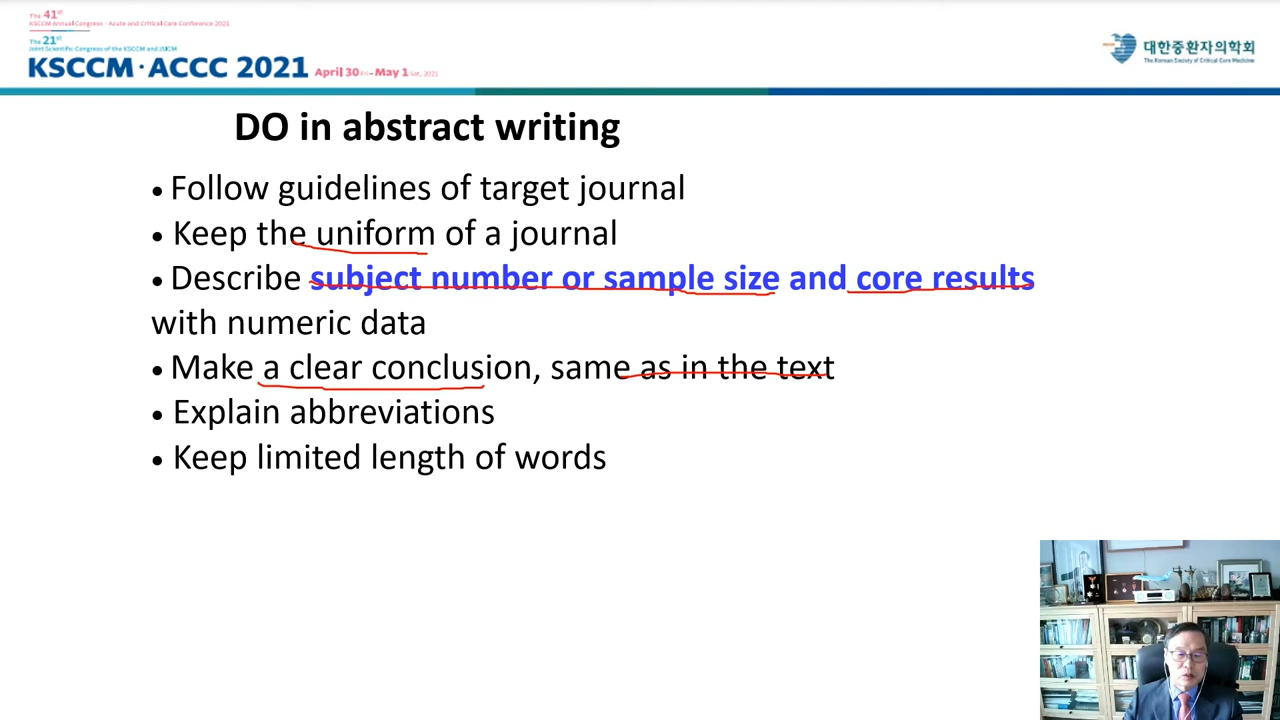 The 41st
KSCCM Annual Congress · Acute and Critical Care Conference 2021
The 21st
Joint Scientific Congress of the KSCCM and JSICM
KSCCM · ACCC 2021 April 30 Fri - May 1 Sat, 2021
대한중환자의학회
The Korean Society of Critical Care Medicine
DO in abstract writing
• Follow guidelines of target journal
• Keep the uniform of a journal
• Describe subject number or sample size and core results
with numeric data
• Make a clear conclusion, same as in the text
• Explain abbreviations
• Keep limited length of words